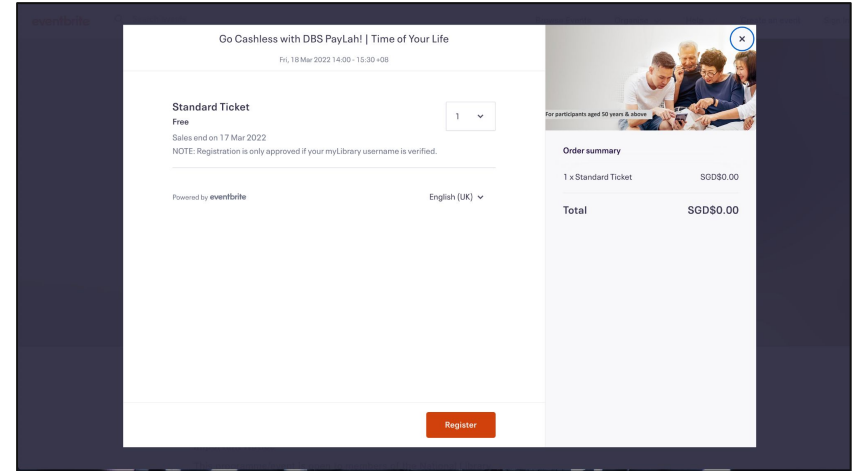 Go Cashless with DBS PayLah! | Time of Your Life
Fri, 18 Mar 2022 14:00 - 15:30 +08
Standard Ticket
Free
1
Sales end on 17 Mar 2022
NOTE: Registration is only approved if your myLibrary username is verified.
Powered by eventbrite
English (UK)
Register
For participants aged 50 years & above
Order summary
1 x Standard Ticket SGD$0.00
Total SGD$0.00